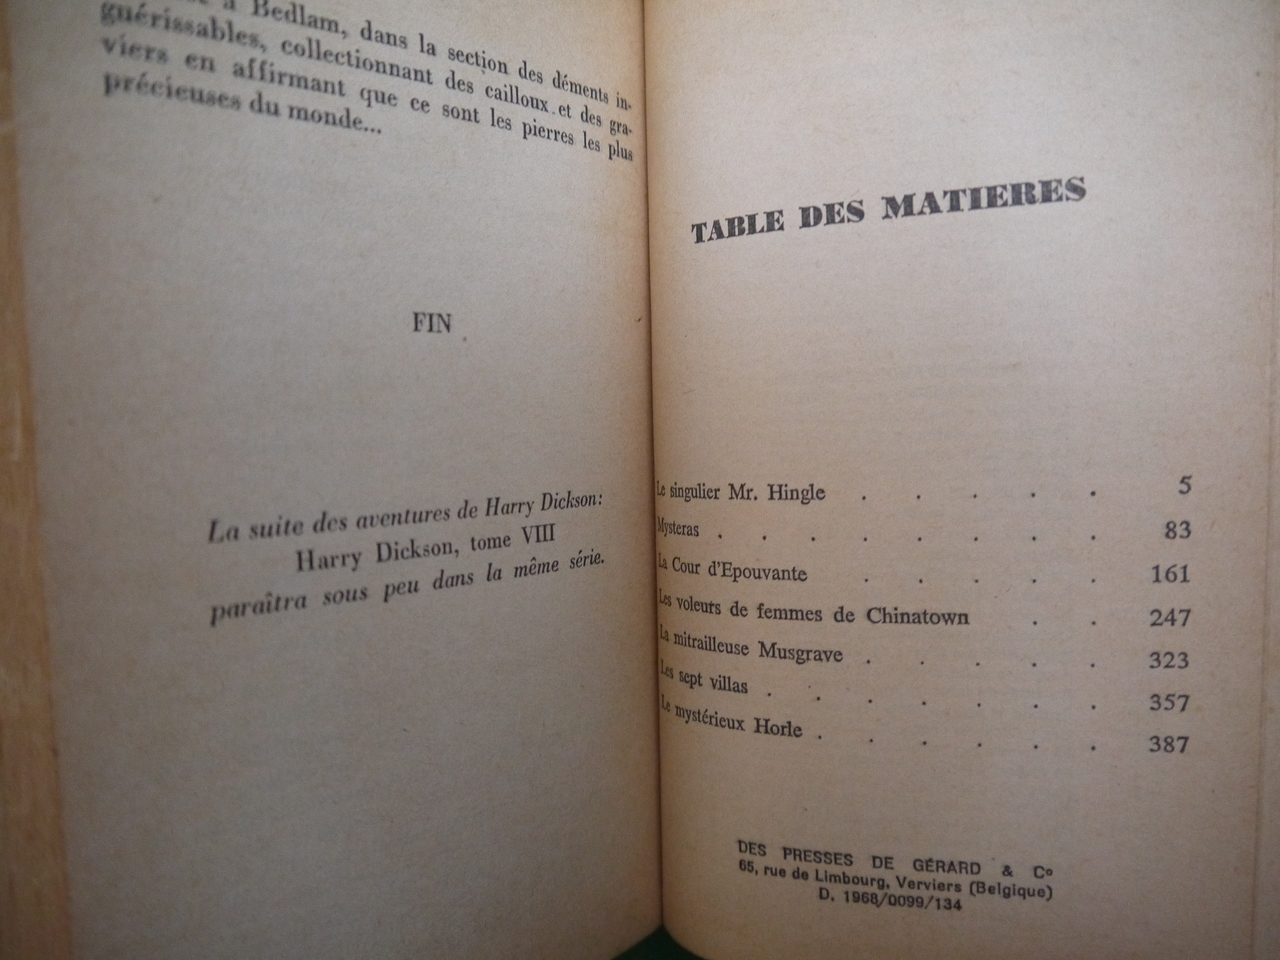 à Bedlam, dans la section des déments in-
guérissables, collectionnant des cailloux et des gra-
viers en affirmant que ce sont les pierres les plus
précieuses du monde...
FIN
La suite des aventures de Harry Dickson:
Harry Dickson, tome VIII
paraîtra sous peu dans la même série.
TABLE DES MATIERES
Le singulier Mr. Hingle . . . . . 5
Mysteras . . . . . . . . 83
La Cour d'Epouvante . . . . . 161
Les voleurs de femmes de Chinatown . . 247
La mitrailleuse Musgrave . . . . . 323
Les sept villas . . . . . . . 357
Le mystérieux Horle . . . . . . 387
DES PRESSES DE GÉRARD & Cº
65, rue de Limbourg, Verviers (Belgique)
D. 1968/0099/134